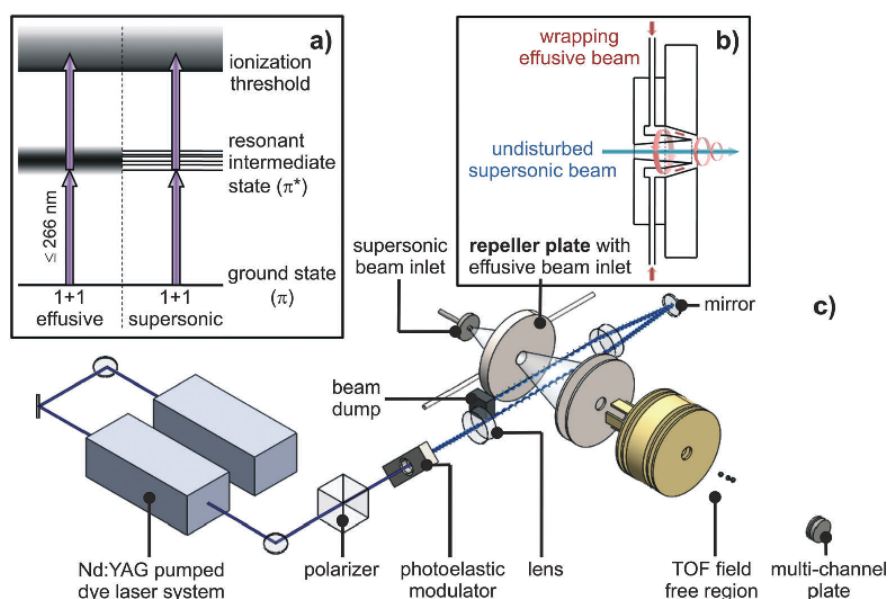 a)
ionization
threshold
resonant
intermediate
state (π*)
≤ 266 nm
ground state
(π)
1+1
effusive
1+1
supersonic
b)
wrapping
effusive beam
undisturbed
supersonic beam
c)
supersonic
beam inlet
repeller plate with
effusive beam inlet
mirror
beam
dump
Nd:YAG pumped
dye laser system
polarizer
photoelastic
modulator
lens
TOF field
free region
multi-channel
plate